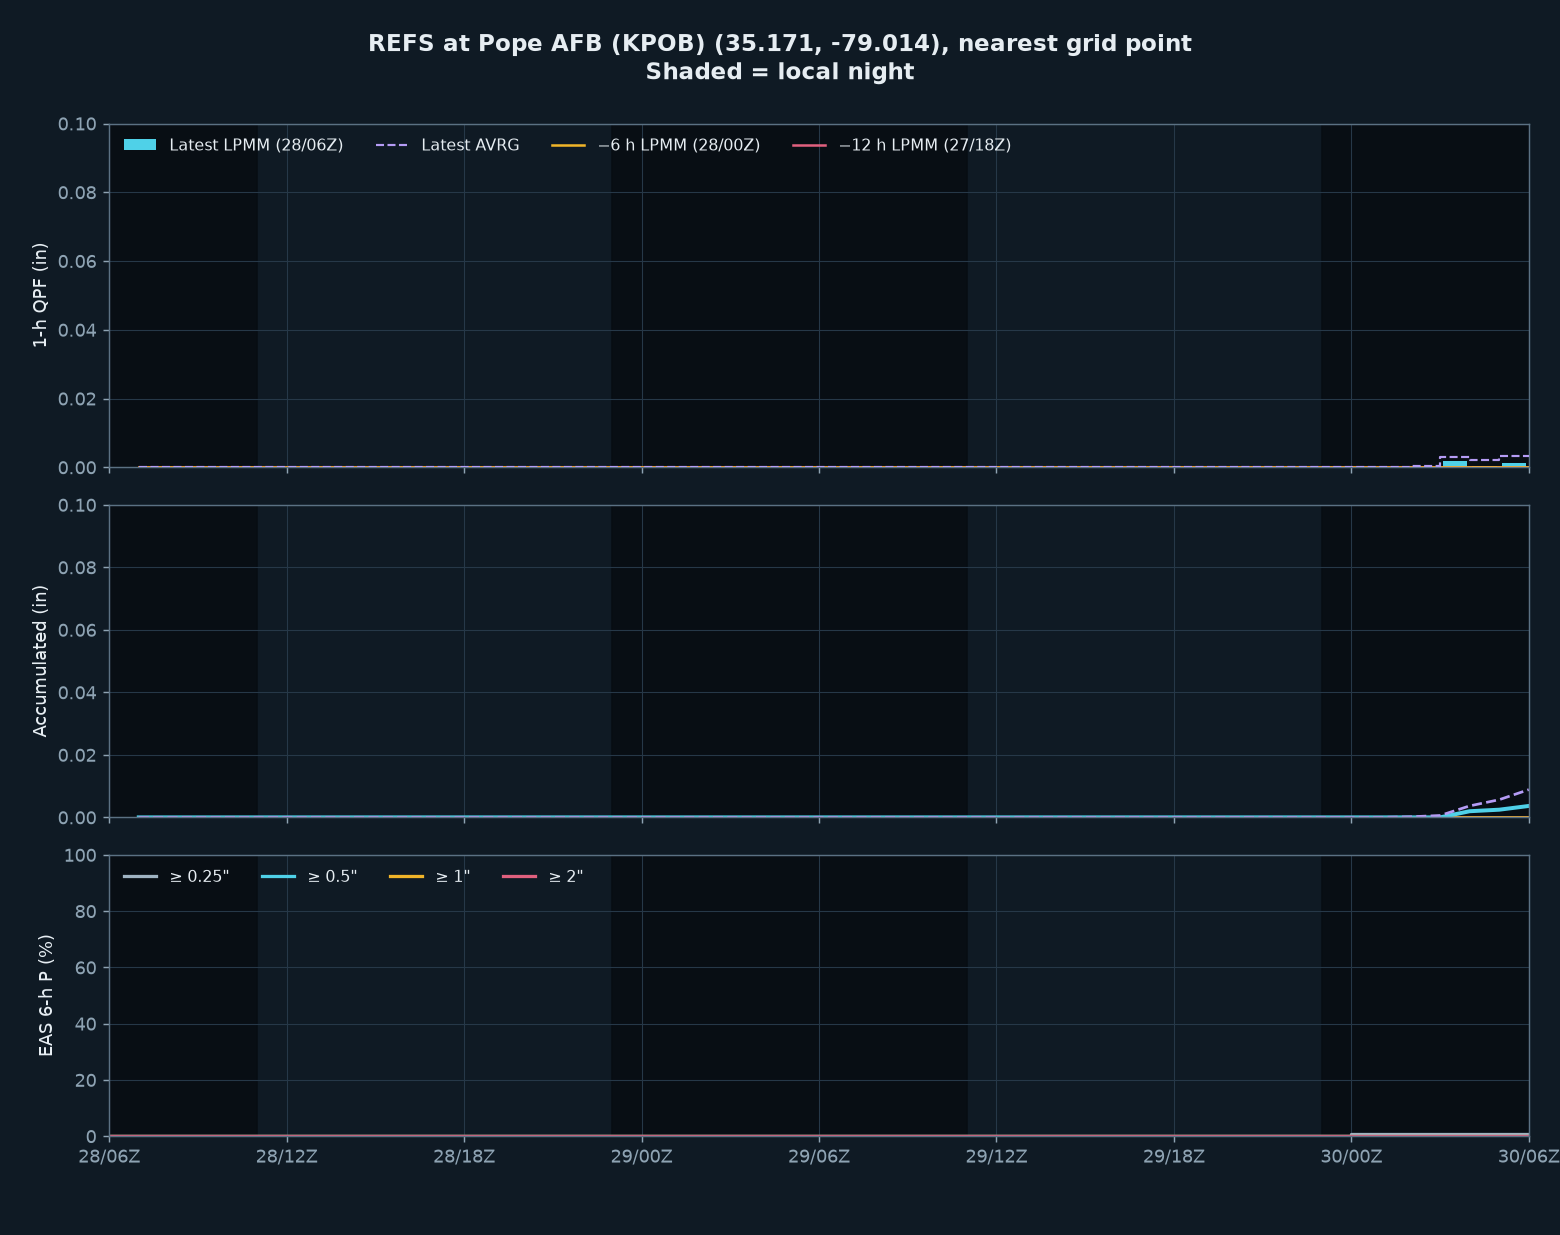 REFS at Pope AFB (KPOB) (35.171, -79.014), nearest grid point
Shaded = local night
Latest LPMM (28/06Z) Latest AVRG −6 h LPMM (28/00Z) −12 h LPMM (27/18Z)
1-h QPF (in)
0.10
0.08
0.06
0.04
0.02
0.00
Accumulated (in)
0.10
0.08
0.06
0.04
0.02
0.00
≥ 0.25" ≥ 0.5" ≥ 1" ≥ 2"
EAS 6-h P (%)
100
80
60
40
20
0
28/06Z 28/12Z 28/18Z 29/00Z 29/06Z 29/12Z 29/18Z 30/00Z 30/06Z